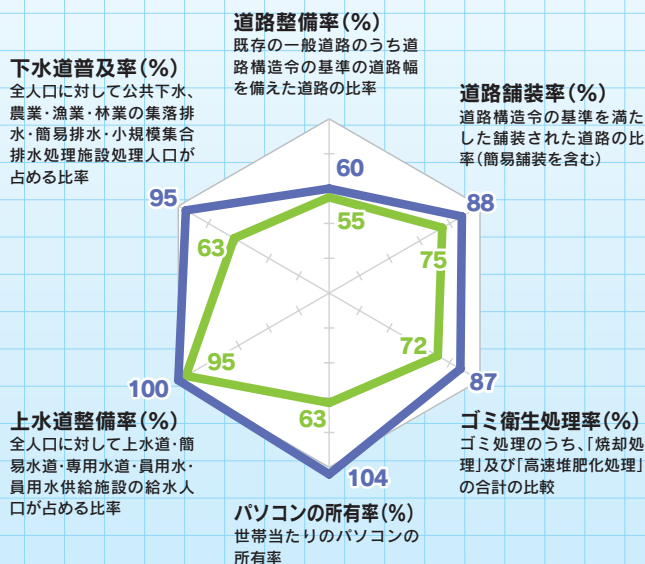 道路整備率(%)
既存の一般道路のうち道
路構造令の基準の道路幅
を備えた道路の比率
下水道普及率(%)
全人口に対して公共下水、
農業・漁業・林業の集落排
水・簡易排水・小規模集合
排水処理施設処理人口が
占める比率
道路舗装率(%)
道路構造令の基準を満た
した舗装された道路の比
率(簡易舗装を含む)
60
55
95
63
88
75
72
87
95
100
63
104
上水道整備率(%)
全人口に対して上水道・簡
易水道・専用水道・員用水・
員用水供給施設の給水人
口が占める比率
ゴミ衛生処理率(%)
ゴミ処理のうち、「焼却処
理」及び「高速堆肥化処理」
の合計の比較
パソコンの所有率(%)
世帯当たりのパソコンの
所有率